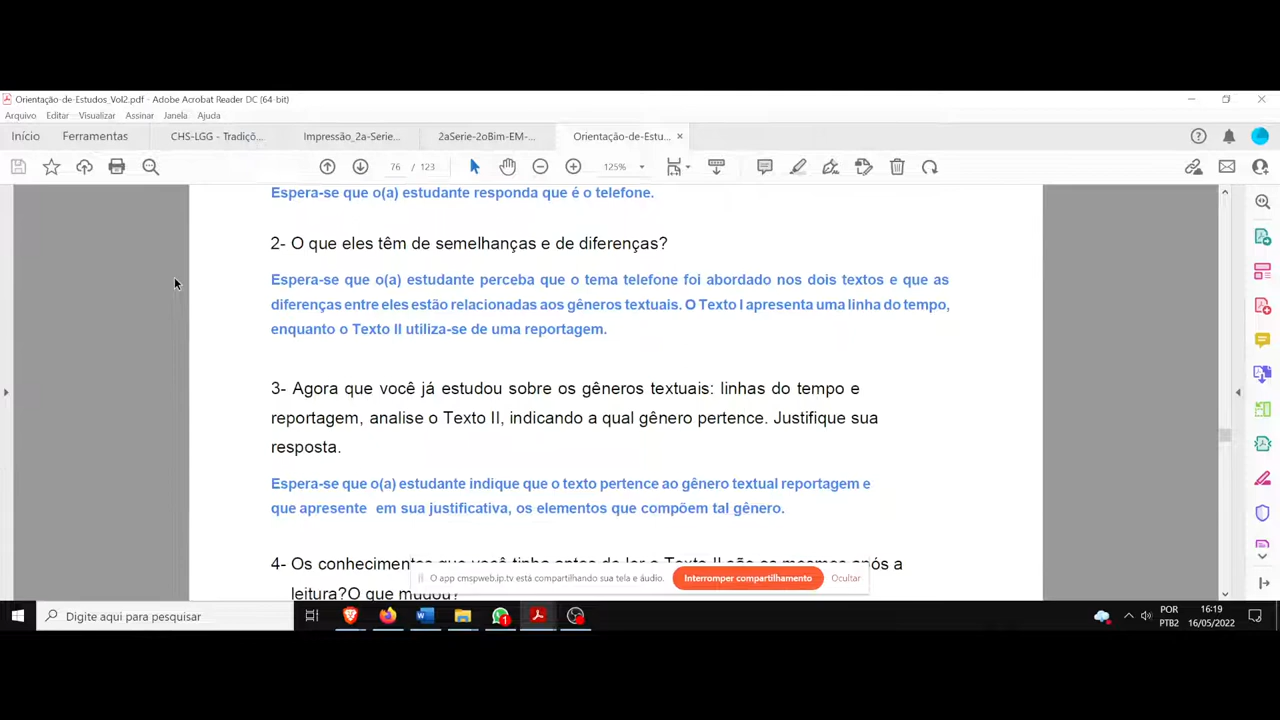 Orientação-de-Estudos_Vol2.pdf - Adobe Acrobat Reader DC (64-bit)
Arquivo Editar Visualizar Assinar Janela Ajuda
Início Ferramentas CHS-LGG - Tradiçõ... Impressão_2a-Serie... 2aSerie-2oBim-EM-... Orientação-de-Estu...
76 / 123 125%
Espera-se que o(a) estudante responda que é o telefone.
2- O que eles têm de semelhanças e de diferenças?
Espera-se que o(a) estudante perceba que o tema telefone foi abordado nos dois textos e que as
diferenças entre eles estão relacionadas aos gêneros textuais. O Texto I apresenta uma linha do tempo,
enquanto o Texto II utiliza-se de uma reportagem.
3- Agora que você já estudou sobre os gêneros textuais: linhas do tempo e
reportagem, analise o Texto II, indicando a qual gênero pertence. Justifique sua
resposta.
Espera-se que o(a) estudante indique que o texto pertence ao gênero textual reportagem e
que apresente em sua justificativa, os elementos que compõem tal gênero.
4- Os conhecimentos que você tinha antes de ler o Texto II são os mesmos após a
leitura?O que mudou?
O app cmspweb.ip.tv está compartilhando sua tela e áudio. Interromper compartilhamento Ocultar
Digite aqui para pesquisar
1
POR
PTB2
16:19
16/05/2022